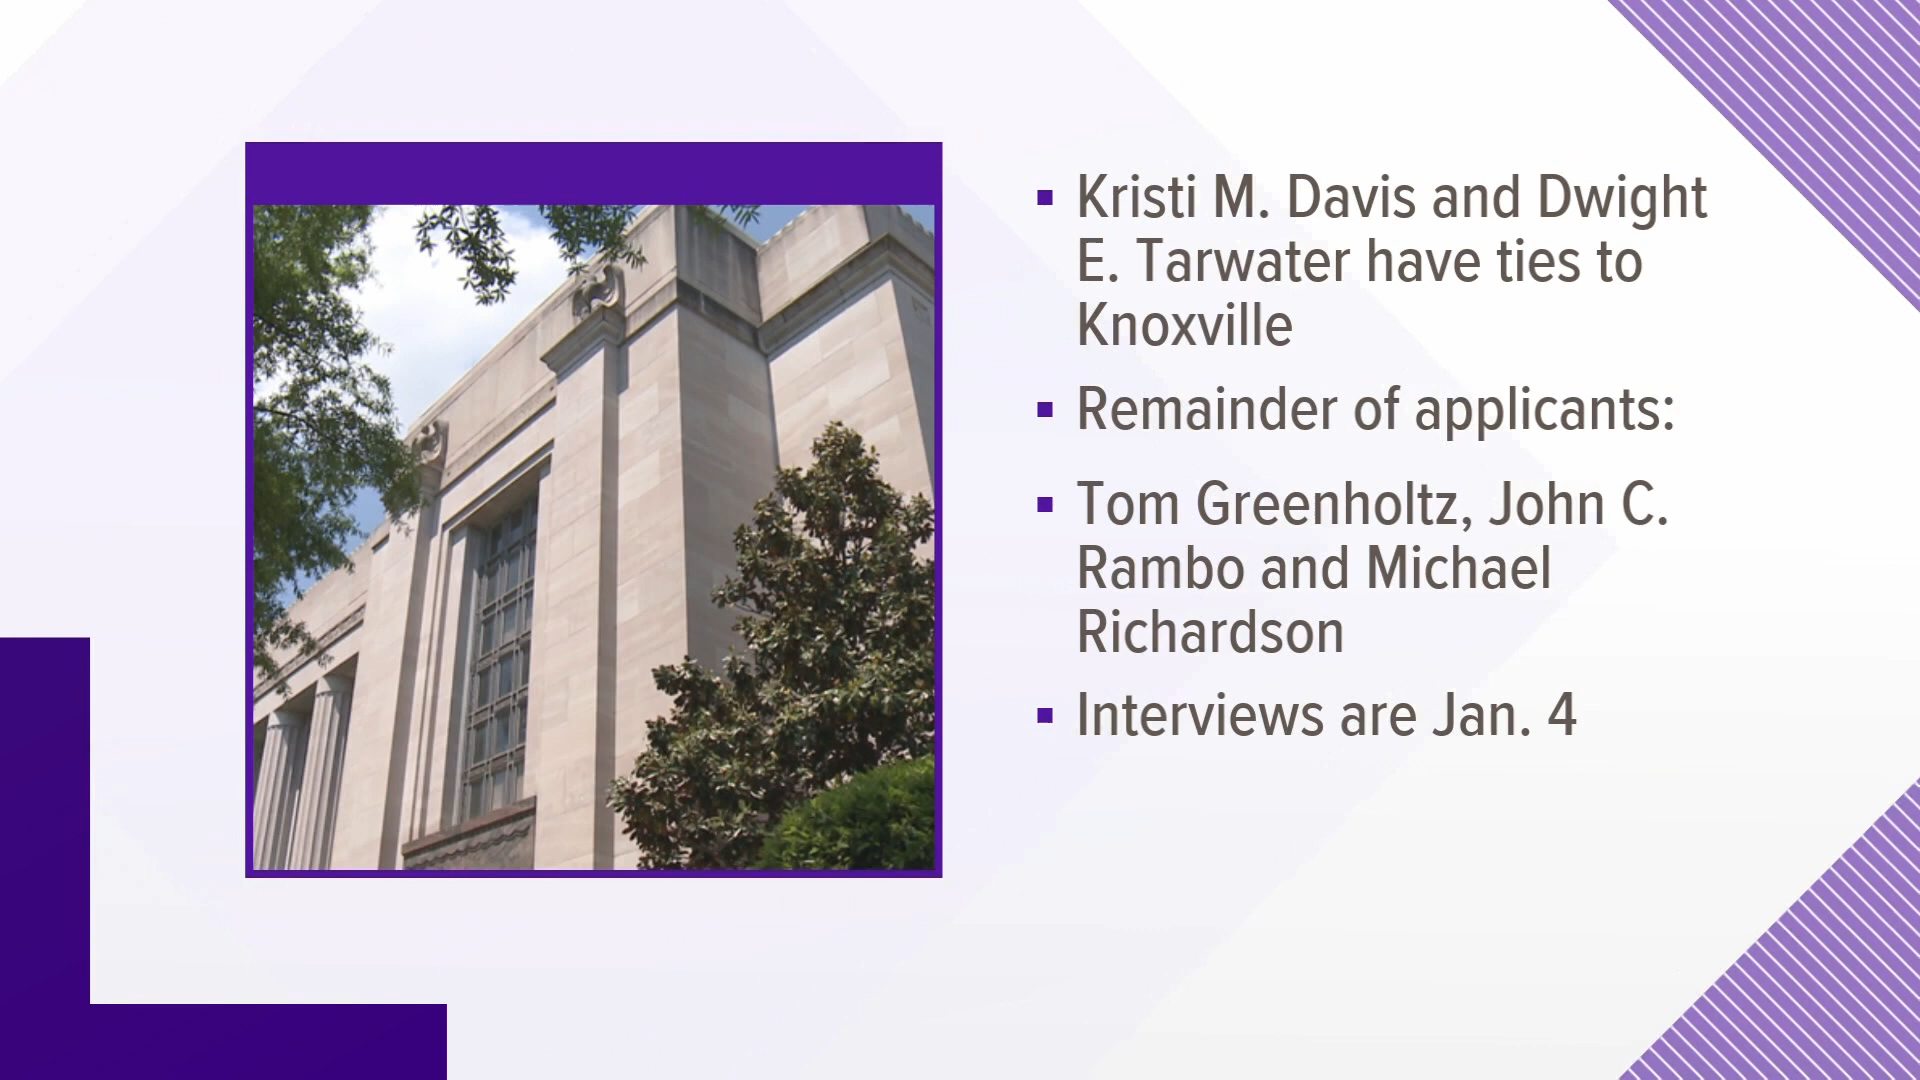 Kristi M. Davis and Dwight
E. Tarwater have ties to
Knoxville
Remainder of applicants:
Tom Greenholtz, John C.
Rambo and Michael
Richardson
Interviews are Jan. 4